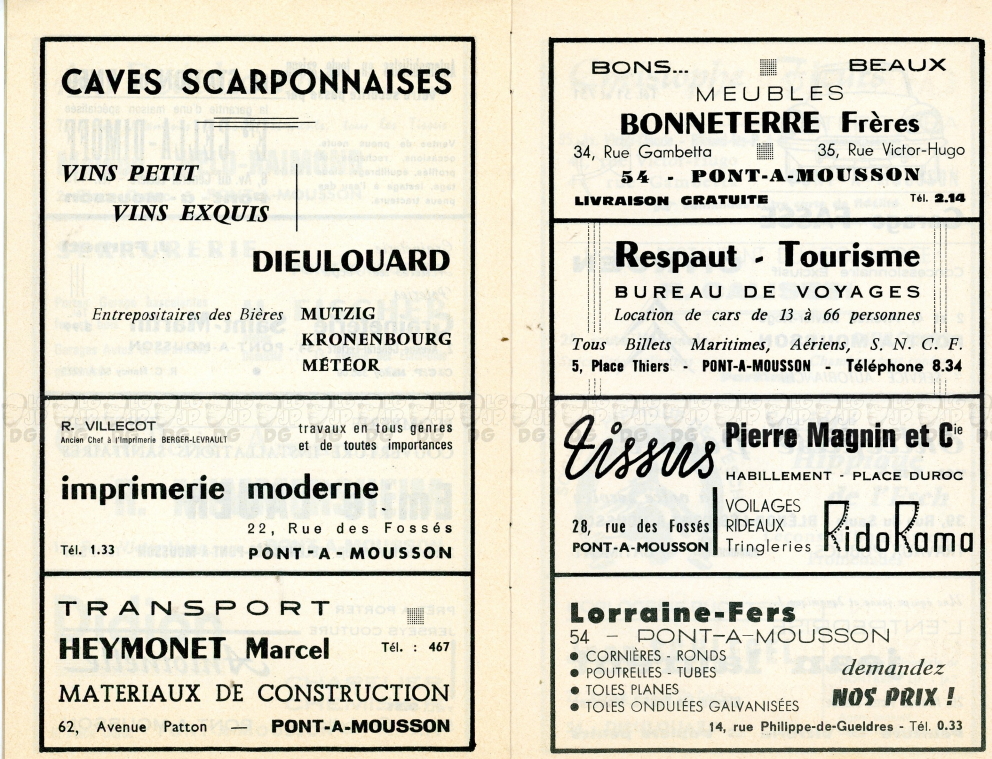 CAVES SCARPONNAISES
VINS PETIT
VINS EXQUIS
DIEULOUARD
Entrepositaires des Bières MUTZIG
KRONENBOURG
MÉTÉOR
R. VILLECOT
Ancien Chef à l'Imprimerie BERGER-LEVRAULT
travaux en tous genres
et de toutes importances
imprimerie moderne
22, Rue des Fossés
Tél. 1.33 PONT-A-MOUSSON
TRANSPORT
HEYMONET Marcel Tél. : 467
MATERIAUX DE CONSTRUCTION
62, Avenue Patton PONT-A-MOUSSON
BONS... BEAUX
MEUBLES
BONNETERRE Frères
34, Rue Gambetta 35, Rue Victor-Hugo
54 - PONT-A-MOUSSON
LIVRAISON GRATUITE Tél. 2.14
Respaut - Tourisme
BUREAU DE VOYAGES
Location de cars de 13 à 66 personnes
Tous Billets Maritimes, Aériens, S. N. C. F.
5, Place Thiers - PONT-A-MOUSSON - Téléphone 8.34
Tissus Pierre Magnin et Cie
HABILLEMENT - PLACE DUROC
28, rue des Fossés
PONT-A-MOUSSON
VOILAGES
RIDEAUX
Tringleries
RidoRama
Lorraine-Fers
54 - PONT-A-MOUSSON
● CORNIÈRES - RONDS
● POUTRELLES - TUBES
● TOLES PLANES
● TOLES ONDULÉES GALVANISÉES
demandez
NOS PRIX !
14, rue Philippe-de-Gueldres - Tél. 0.33